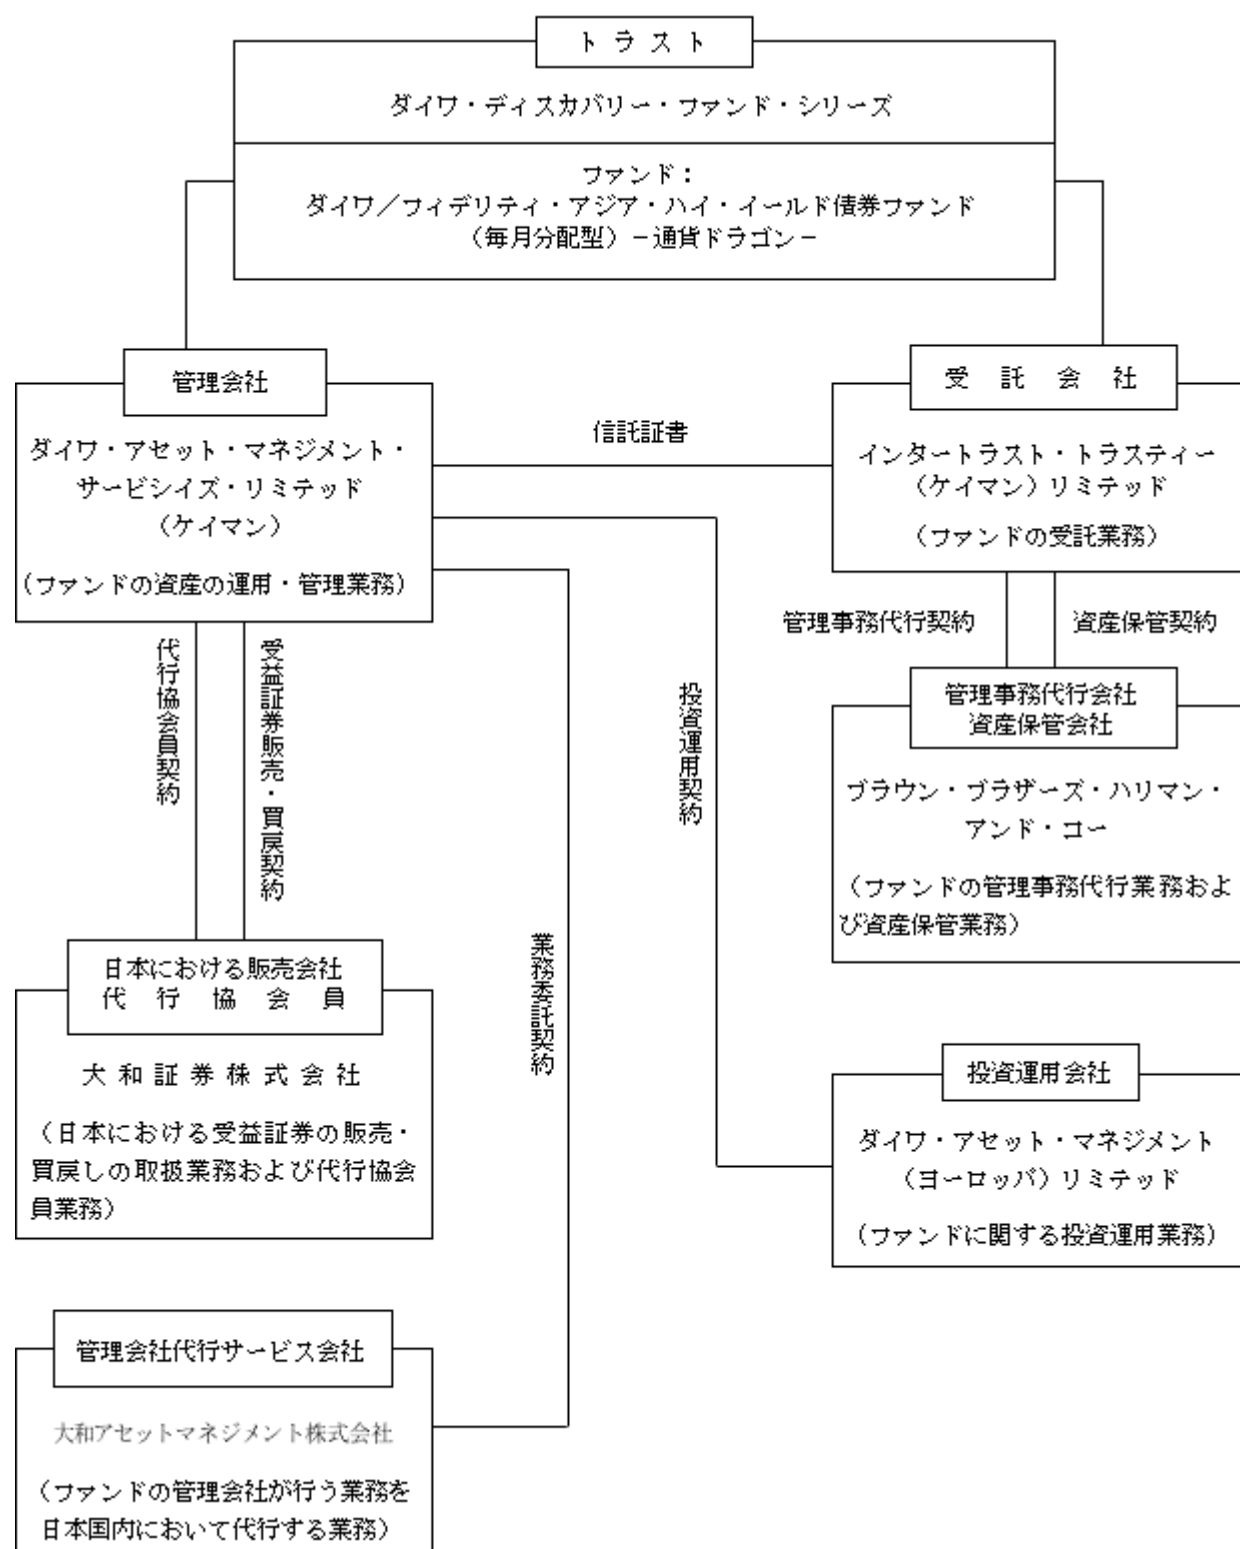 トラスト
ダイワ・ディスカバリー・ファンド・シリーズ
ファンド：
ダイワ／フィデリティ・アジア・ハイ・イールド債券ファンド
（毎月分配型）－通貨ドラゴン－
管理会社
ダイワ・アセット・マネジメント・
サービシイズ・リミテッド
（ケイマン）
（ファンドの資産の運用・管理業務）
信託証書
受託会社
インタートラスト・トラスティー
（ケイマン）リミテッド
（ファンドの受託業務）
管理事務代行契約
資産保管契約
代行協会員契約
受益証券販売・買戻契約
投資運用契約
業務委託契約
管理事務代行会社
資産保管会社
ブラウン・ブラザーズ・ハリマン・
アンド・コー
（ファンドの管理事務代行業務およ
び資産保管業務）
日本における販売会社
代行協会員
大和証券株式会社
（日本における受益証券の販売・
買戻しの取扱業務および代行協会
員業務）
投資運用会社
ダイワ・アセット・マネジメント
（ヨーロッパ）リミテッド
（ファンドに関する投資運用業務）
管理会社代行サービス会社
大和アセットマネジメント株式会社
（ファンドの管理会社が行う業務を
日本国内において代行する業務）